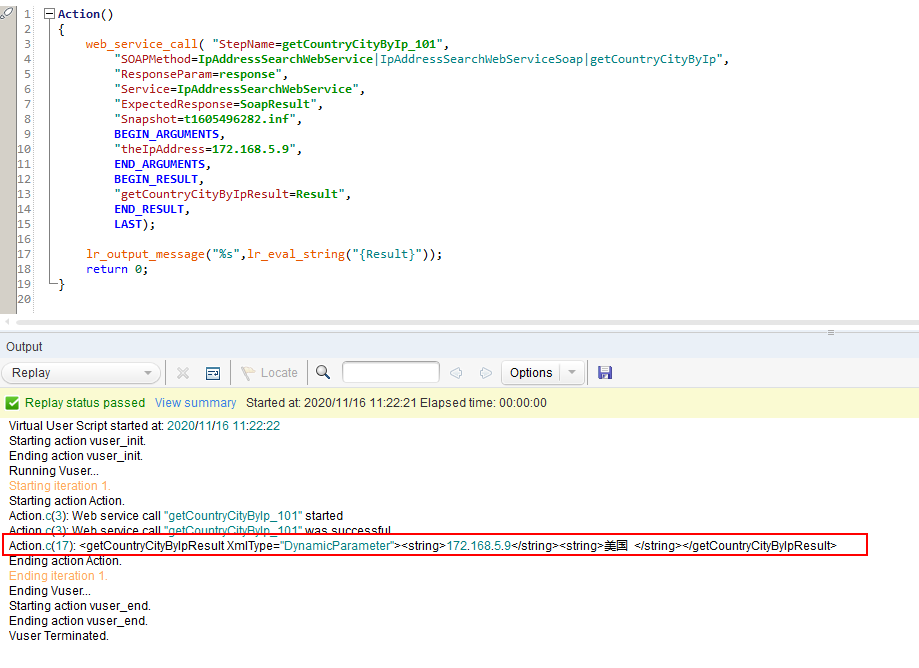 1 Action()
2 {
3 web_service_call( "StepName=getCountryCityByIp_101",
4 "SOAPMethod=IpAddressSearchWebService|IpAddressSearchWebServiceSoap|getCountryCityByIp",
5 "ResponseParam=response",
6 "Service=IpAddressSearchWebService",
7 "ExpectedResponse=SoapResult",
8 "Snapshot=t1605496282.inf",
9 BEGIN_ARGUMENTS,
10 "theIpAddress=172.168.5.9",
11 END_ARGUMENTS,
12 BEGIN_RESULT,
13 "getCountryCityByIpResult=Result",
14 END_RESULT,
15 LAST);
16
17 lr_output_message("%s",lr_eval_string("{Result}"));
18 return 0;
19 }
20
Output
Replay Locate Options
Replay status passed View summary Started at: 2020/11/16 11:22:21 Elapsed time: 00:00:00
Virtual User Script started at: 2020/11/16 11:22:22
Starting action vuser_init.
Ending action vuser_init.
Running Vuser...
Starting iteration 1.
Starting action Action.
Action.c(3): Web service call "getCountryCityByIp_101" started
Action.c(3): Web service call "getCountryCityByIp_101" was successful
Action.c(17): <getCountryCityByIpResult XmlType="DynamicParameter"><string>172.168.5.9</string><string>美国 </string></getCountryCityByIpResult>
Ending action Action.
Ending iteration 1.
Ending Vuser...
Starting action vuser_end.
Ending action vuser_end.
Vuser Terminated.